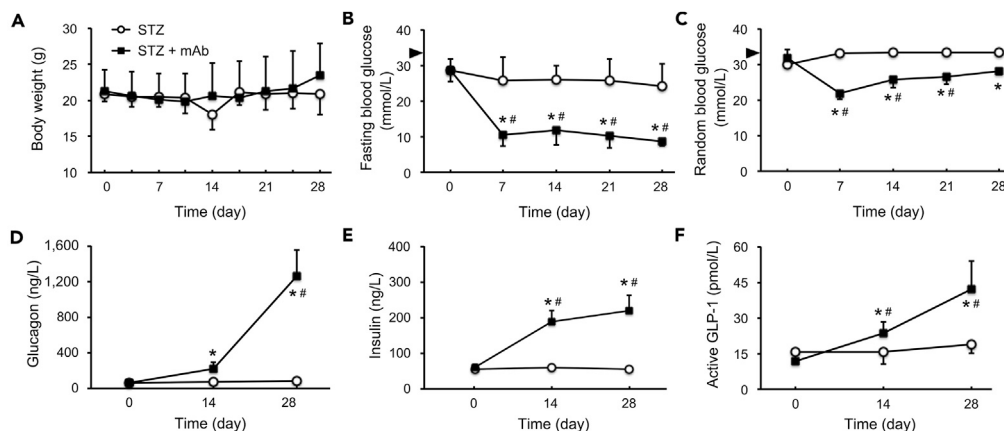 A
Body weight (g)
30
25
20
15
10
STZ
STZ + mAb
0 7 14 21 28
Time (day)
B
Fasting blood glucose
(mmol/L)
40
30
20
10
0
* # * # * # * #
0 7 14 21 28
Time (day)
C
Random blood glucose
(mmol/L)
40
30
20
10
0
* # * # * # *
0 7 14 21 28
Time (day)
D
Glucagon (ng/L)
1,600
1,200
800
400
0
* * #
0 14 28
Time (day)
E
Insulin (ng/L)
400
300
200
100
0
* # * #
0 14 28
Time (day)
F
Active GLP-1 (pmol/L)
60
45
30
15
0
* # * #
0 14 28
Time (day)